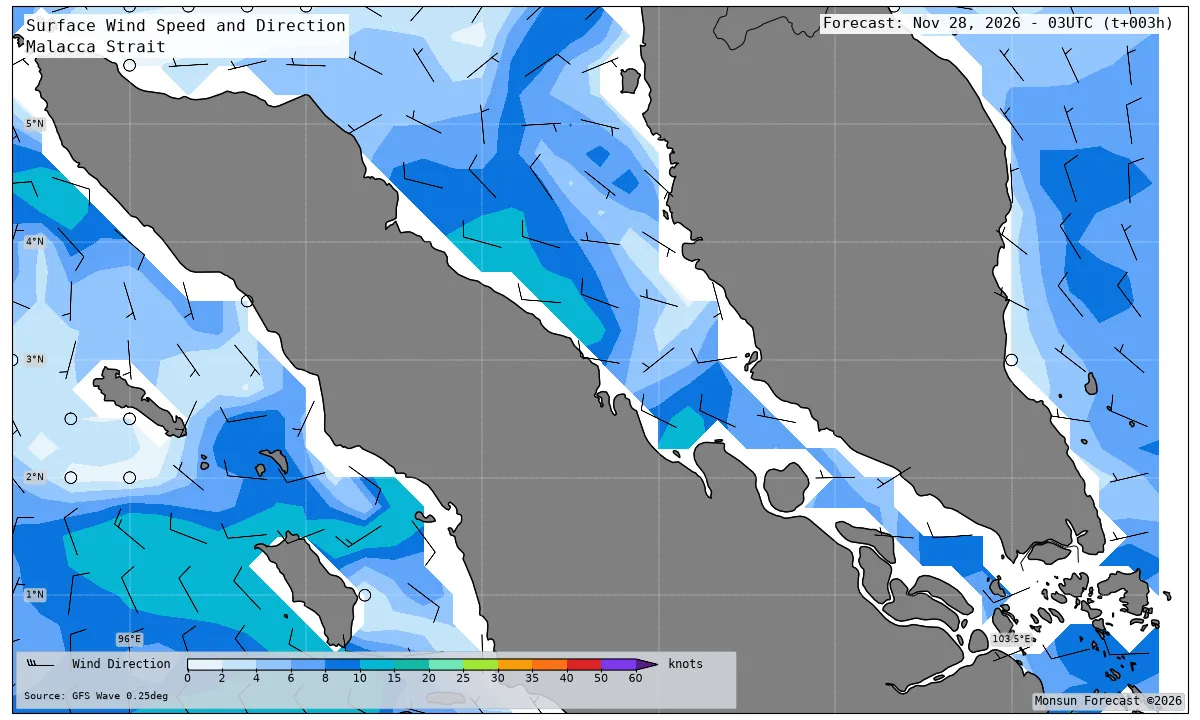 Surface Wind Speed and Direction
Malacca Strait
Forecast: Nov 28, 2026 - 03UTC (t+003h)
5°N
4°N
3°N
2°N
1°N
96°E
103.5°E
Wind Direction
0 2 4 6 8 10 15 20 25 30 35 40 50 60
knots
Source: GFS Wave 0.25deg
Monsun Forecast ©2026